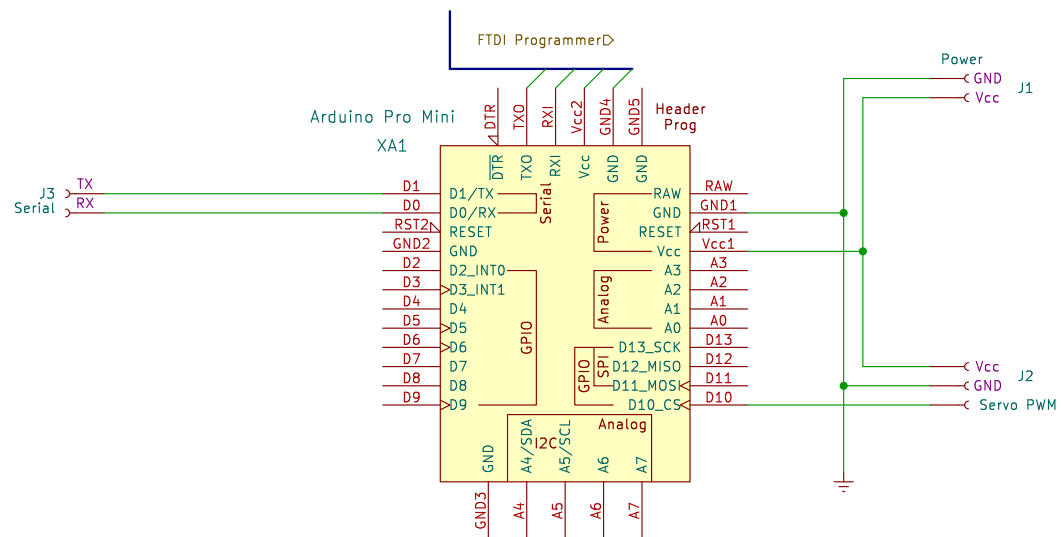 FTDI Programmer
Power
GND
J1
Vcc
Arduino Pro Mini
XA1
DTR
TXO
RXI
Vcc2
GND4
GND5
Header
Prog
DTR
TXO
RXI
Vcc
GND
GND
J3
Serial
TX
RX
D1
D0
RST2
GND2
D2
D3
D4
D5
D6
D7
D8
D9
D1/TX
D0/RX
RESET
GND
D2_INT0
D3_INT1
D4
D5
D6
D7
D8
D9
Serial
GPIO
Power
Analog
GPIO
SPI
RAW
GND
RESET
Vcc
A3
A2
A1
A0
D13_SCK
D12_MISO
D11_MOSI
D10_CS
RAW
GND1
RST1
Vcc1
A3
A2
A1
A0
D13
D12
D11
D10
Vcc
GND
J2
Servo PWM
Analog
I2C
GND
A4/SDA
A5/SCL
A6
A7
GND3
A4
A5
A6
A7